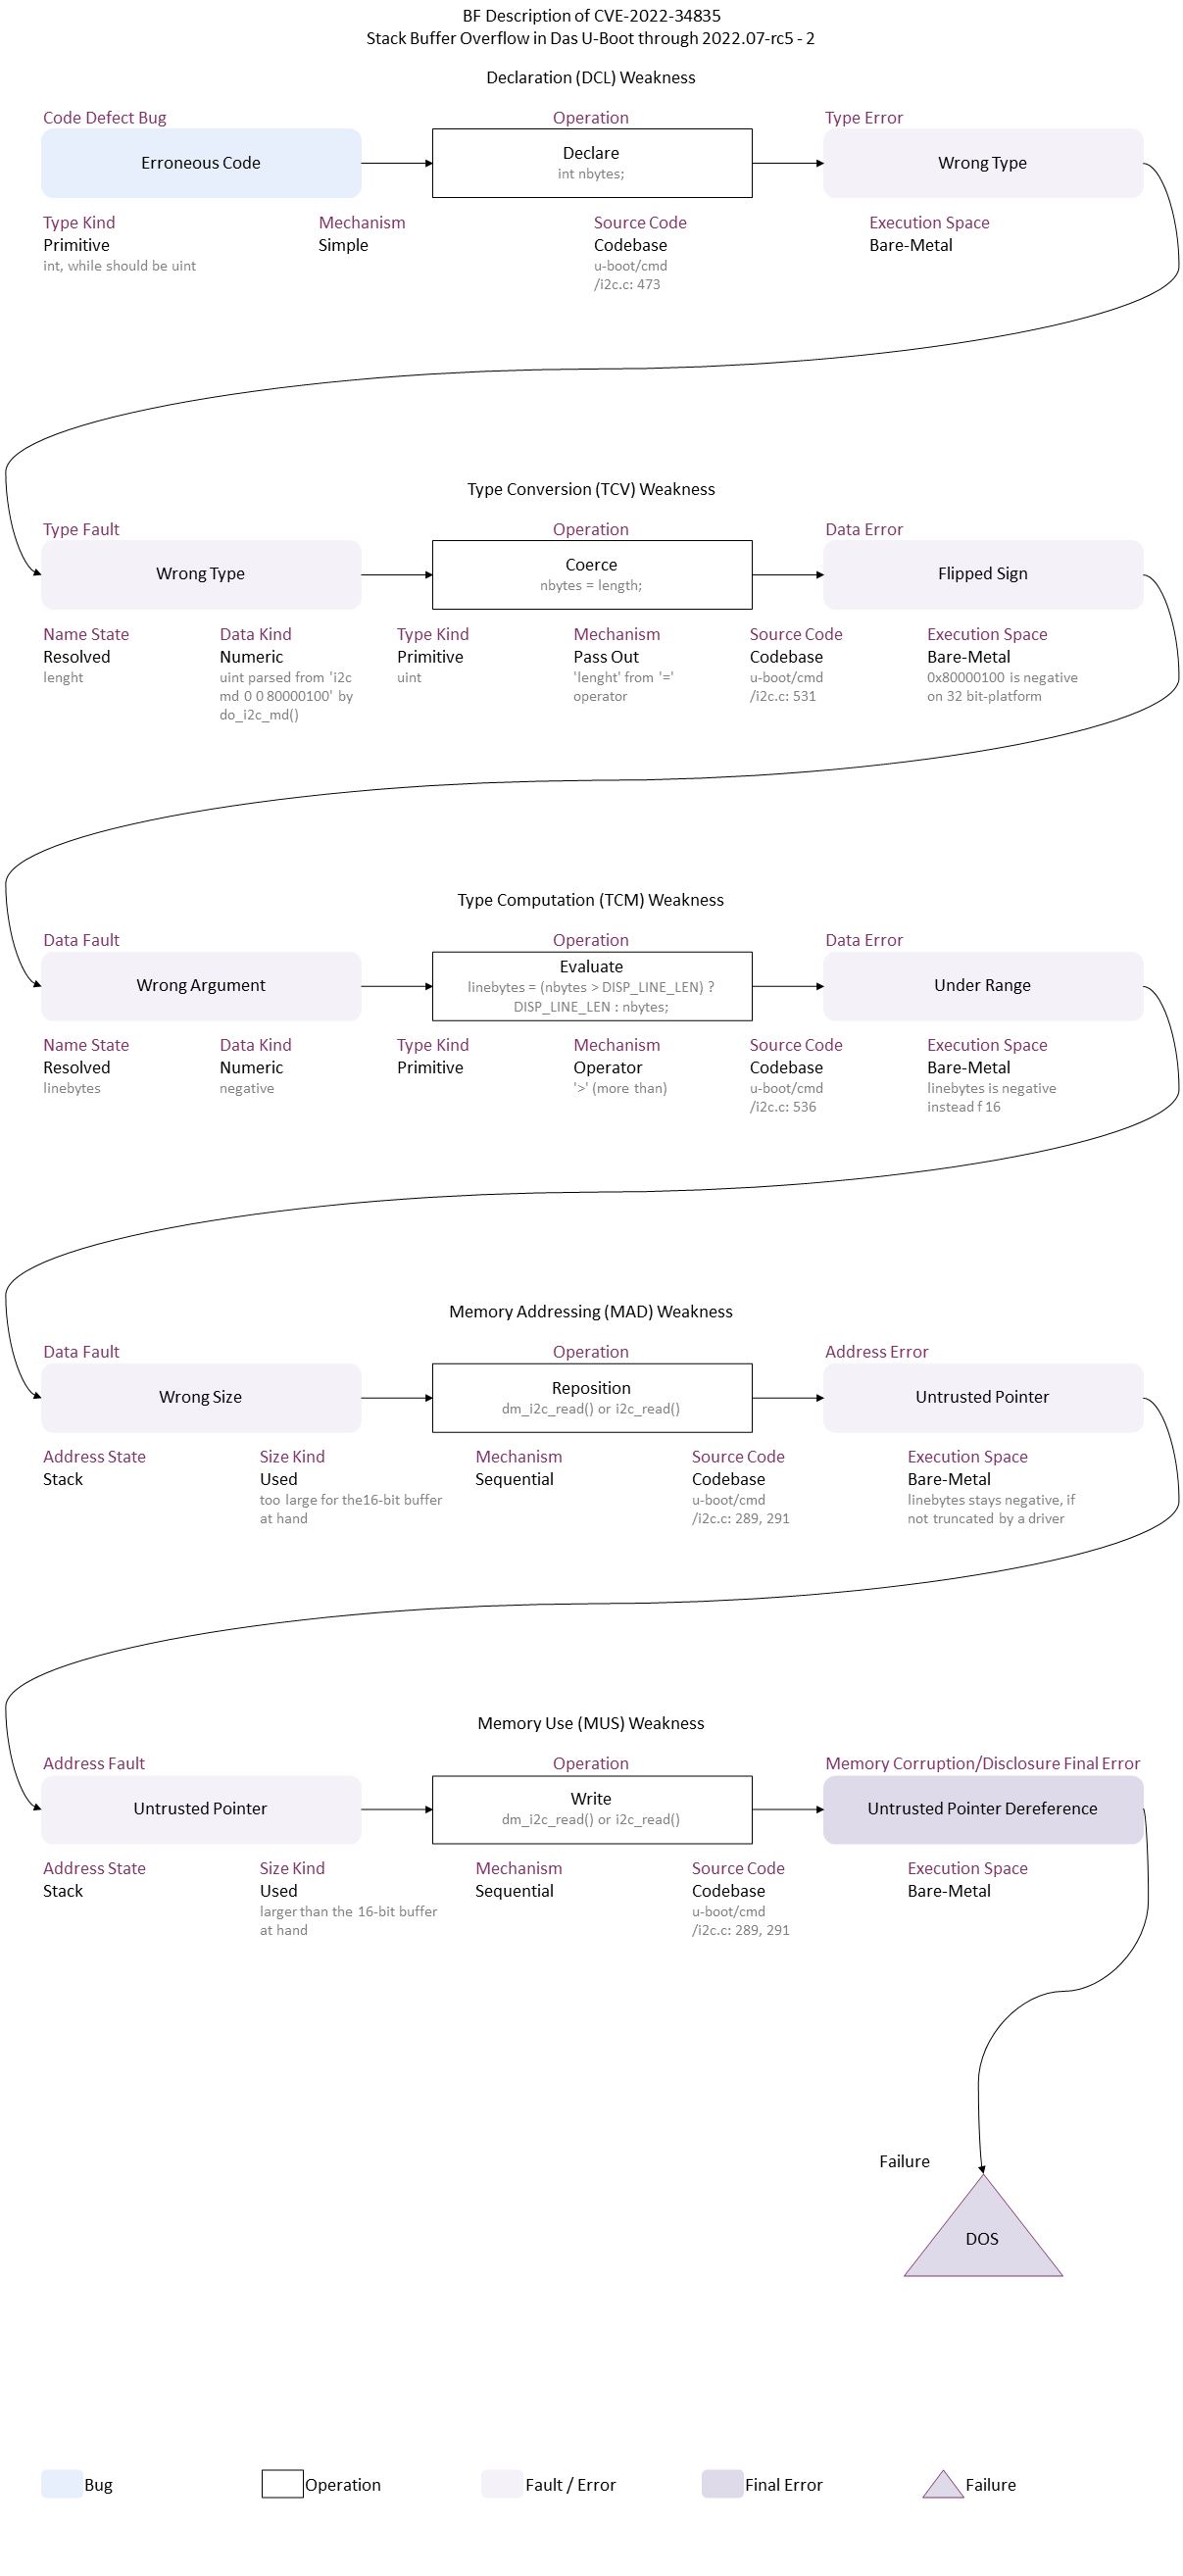 BF Description of CVE-2022-34835
Stack Buffer Overflow in Das U-Boot through 2022.07-rc5 - 2
Declaration (DCL) Weakness
Code Defect Bug
Operation
Type Error
Erroneous Code
Declare
int nbytes;
Wrong Type
Type Kind
Primitive
int, while should be uint
Mechanism
Simple
Source Code
Codebase
u-boot/cmd
/i2c.c: 473
Execution Space
Bare-Metal
Type Conversion (TCV) Weakness
Type Fault
Operation
Data Error
Wrong Type
Coerce
nbytes = length;
Flipped Sign
Name State
Resolved
lenght
Data Kind
Numeric
uint parsed from 'i2c
md 0 0 80000100' by
do_i2c_md()
Type Kind
Primitive
uint
Mechanism
Pass Out
'lenght' from '='
operator
Source Code
Codebase
u-boot/cmd
/i2c.c: 531
Execution Space
Bare-Metal
0x80000100 is negative
on 32 bit-platform
Type Computation (TCM) Weakness
Data Fault
Operation
Data Error
Wrong Argument
Evaluate
linebytes = (nbytes > DISP_LINE_LEN) ?
DISP_LINE_LEN : nbytes;
Under Range
Name State
Resolved
linebytes
Data Kind
Numeric
negative
Type Kind
Primitive
Mechanism
Operator
'>' (more than)
Source Code
Codebase
u-boot/cmd
/i2c.c: 536
Execution Space
Bare-Metal
linebytes is negative
instead f 16
Memory Addressing (MAD) Weakness
Data Fault
Operation
Address Error
Wrong Size
Reposition
dm_i2c_read() or i2c_read()
Untrusted Pointer
Address State
Stack
Size Kind
Used
too large for the16-bit buffer
at hand
Mechanism
Sequential
Source Code
Codebase
u-boot/cmd
/i2c.c: 289, 291
Execution Space
Bare-Metal
linebytes stays negative, if
not truncated by a driver
Memory Use (MUS) Weakness
Address Fault
Operation
Memory Corruption/Disclosure Final Error
Untrusted Pointer
Write
dm_i2c_read() or i2c_read()
Untrusted Pointer Dereference
Address State
Stack
Size Kind
Used
larger than the 16-bit buffer
at hand
Mechanism
Sequential
Source Code
Codebase
u-boot/cmd
/i2c.c: 289, 291
Execution Space
Bare-Metal
Failure
DOS
Bug
Operation
Fault / Error
Final Error
Failure